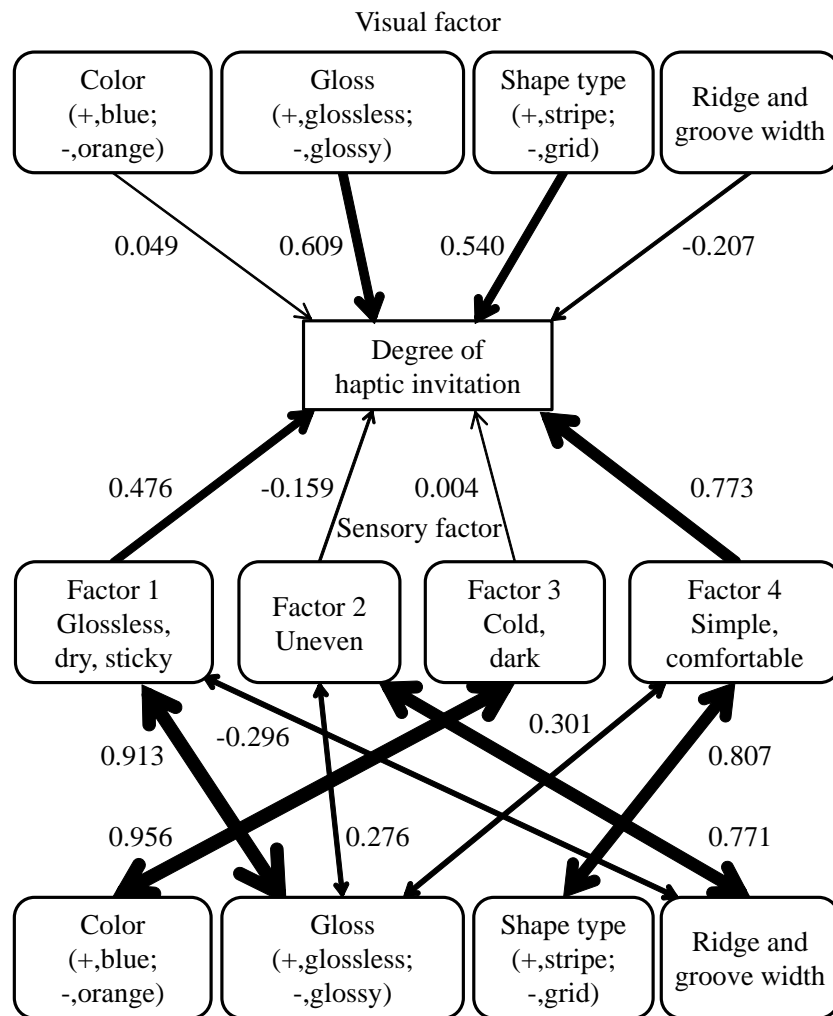 Visual factor
Color
(+,blue;
-,orange)
Gloss
(+,glossless;
-,glossy)
Shape type
(+,stripe;
-,grid)
Ridge and
groove width
0.049
0.609
0.540
-0.207
Degree of
haptic invitation
0.476
-0.159
0.004
0.773
Sensory factor
Factor 1
Glossless,
dry, sticky
Factor 2
Uneven
Factor 3
Cold,
dark
Factor 4
Simple,
comfortable
0.913
-0.296
0.301
0.807
0.956
0.276
0.771
Color
(+,blue;
-,orange)
Gloss
(+,glossless;
-,glossy)
Shape type
(+,stripe;
-,grid)
Ridge and
groove width